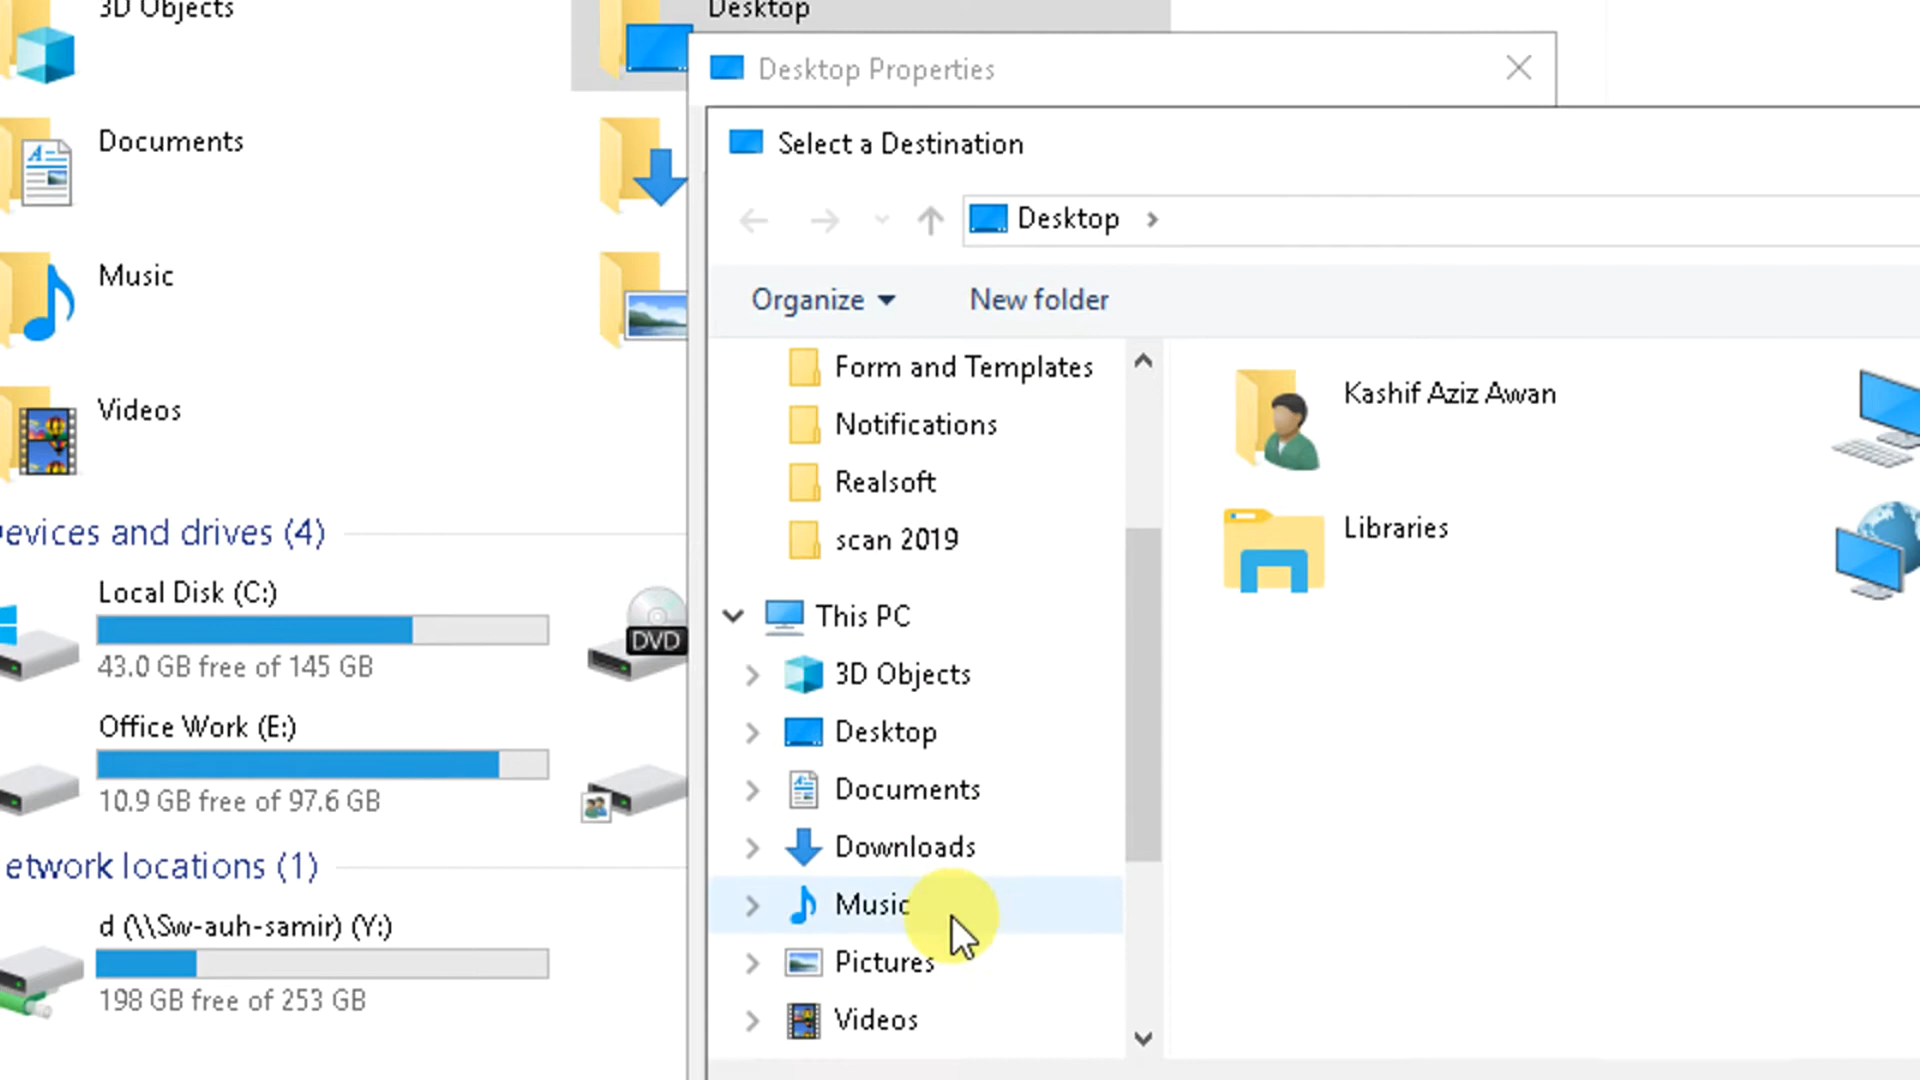 3D Objects
Desktop
Documents
Music
Videos
evices and drives (4)
Local Disk (C:)
43.0 GB free of 145 GB
DVD
Office Work (E:)
10.9 GB free of 97.6 GB
etwork locations (1)
d (\\Sw-auh-samir) (Y:)
198 GB free of 253 GB
Desktop Properties
Select a Destination
Desktop
Organize
New folder
Form and Templates
Notifications
Realsoft
scan 2019
This PC
3D Objects
Desktop
Documents
Downloads
Music
Pictures
Videos
Kashif Aziz Awan
Libraries